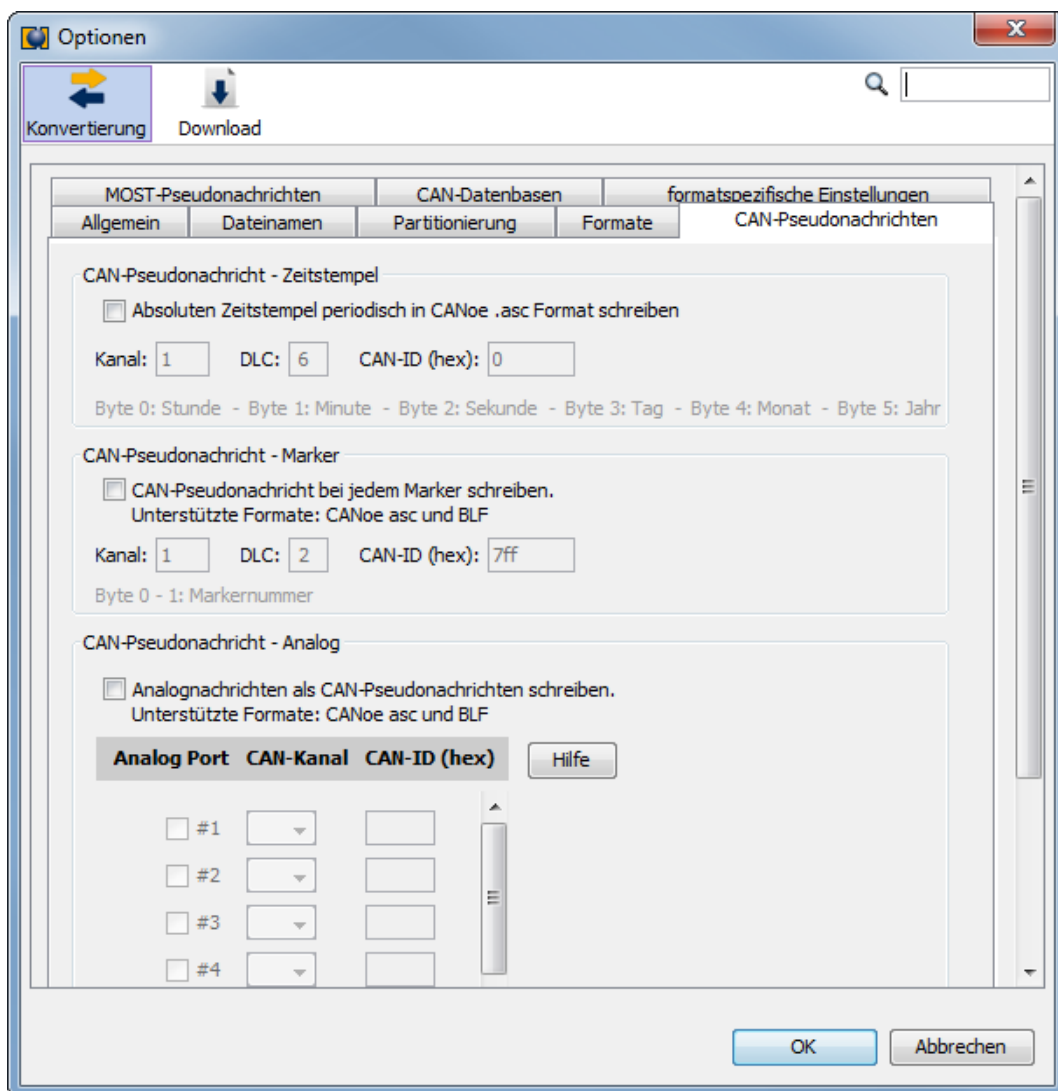 Optionen
Konvertierung Download
MOST-Pseudonachrichten CAN-Datenbasen formatspezifische Einstellungen
Allgemein Dateinamen Partitionierung Formate CAN-Pseudonachrichten
CAN-Pseudonachricht - Zeitstempel
Absoluten Zeitstempel periodisch in CANoe .asc Format schreiben
Kanal: 1 DLC: 6 CAN-ID (hex): 0
Byte 0: Stunde - Byte 1: Minute - Byte 2: Sekunde - Byte 3: Tag - Byte 4: Monat - Byte 5: Jahr
CAN-Pseudonachricht - Marker
CAN-Pseudonachricht bei jedem Marker schreiben.
Unterstützte Formate: CANoe asc und BLF
Kanal: 1 DLC: 2 CAN-ID (hex): 7ff
Byte 0 - 1: Markernummer
CAN-Pseudonachricht - Analog
Analognachrichten als CAN-Pseudonachrichten schreiben.
Unterstützte Formate: CANoe asc und BLF
Analog Port CAN-Kanal CAN-ID (hex) Hilfe
#1
#2
#3
#4
OK Abbrechen